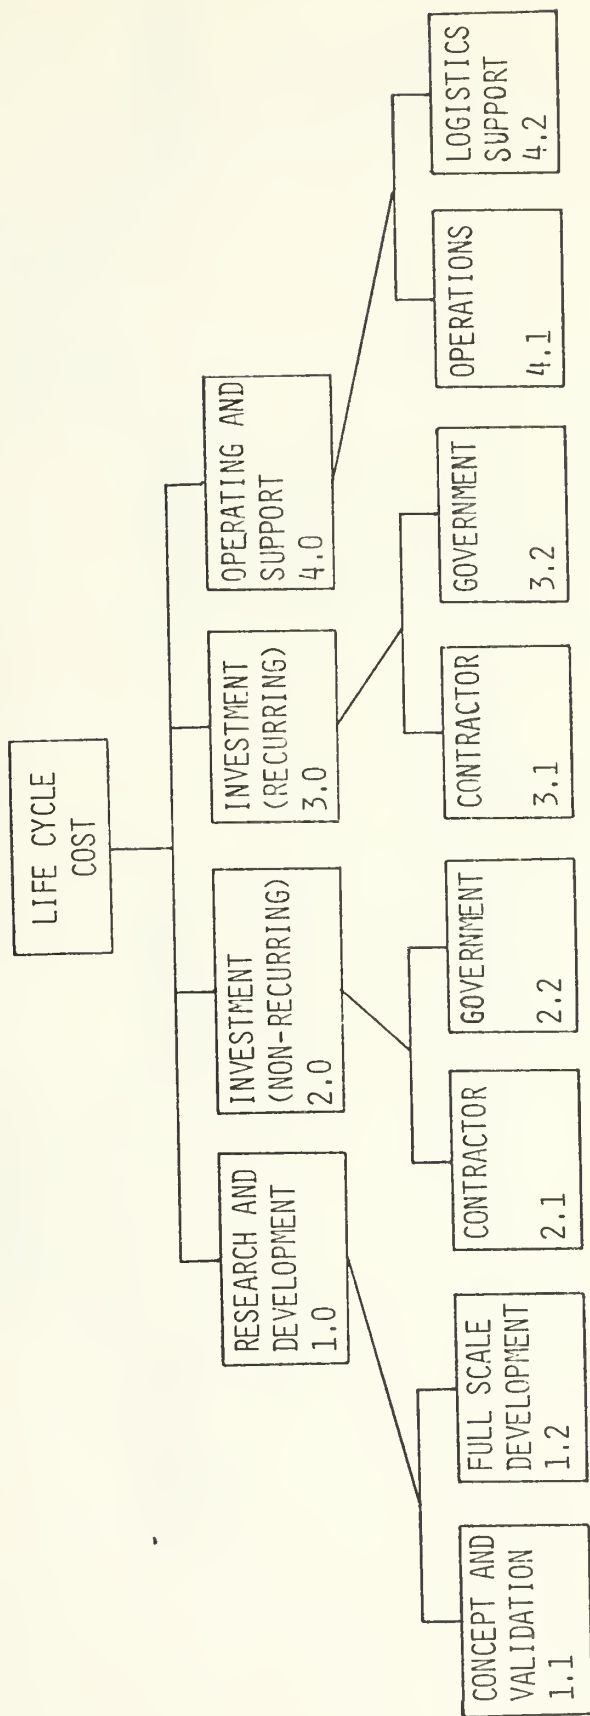 LIFE CYCLE
COST
RESEARCH AND
DEVELOPMENT
1.0
INVESTMENT
(NON-RECURRING)
2.0
INVESTMENT
(RECURRING)
3.0
OPERATING AND
SUPPORT
4.0
CONCEPT AND
VALIDATION
1.1
FULL SCALE
DEVELOPMENT
1.2
CONTRACTOR
2.1
GOVERNMENT
2.2
CONTRACTOR
3.1
GOVERNMENT
3.2
OPERATIONS
4.1
LOGISTICS
SUPPORT
4.2